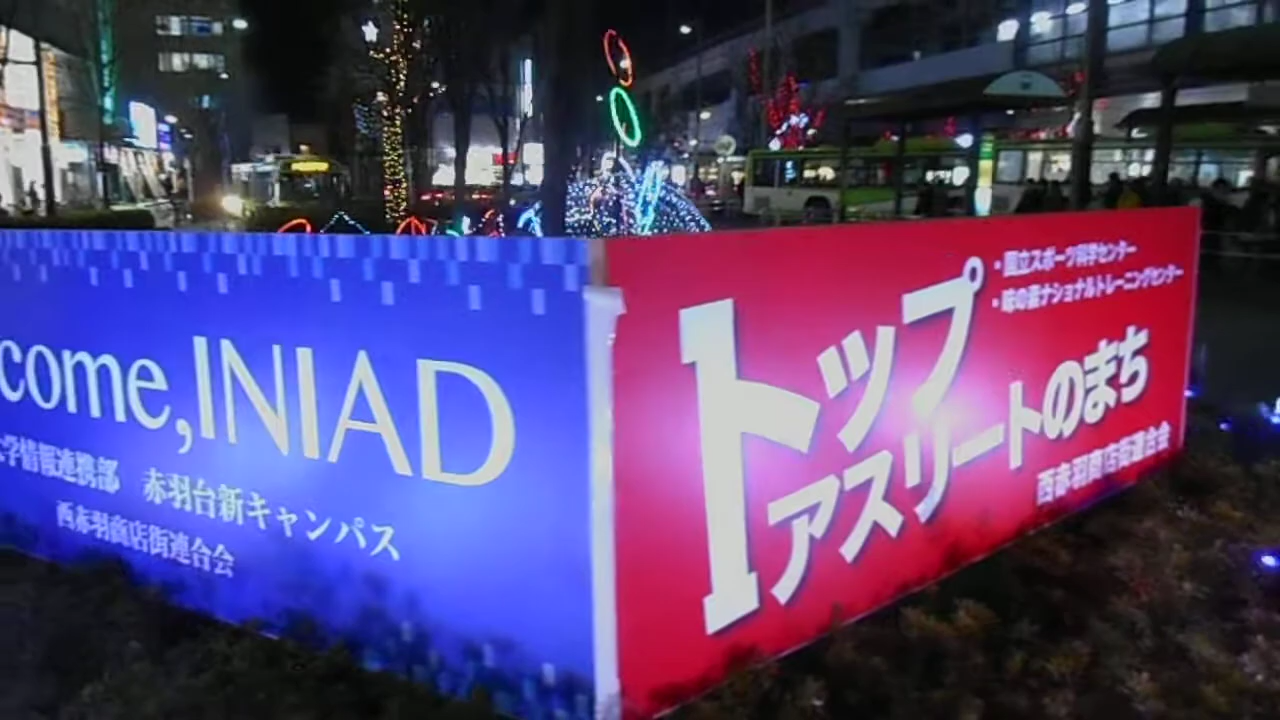 come,INIAD
大学情報連携部 赤羽台新キャンパス
西赤羽商店街連合会
・国立スポーツ科学センター
・味の素ナショナルトレーニングセンター
トップ
アスリートのまち
西赤羽商店街連合会